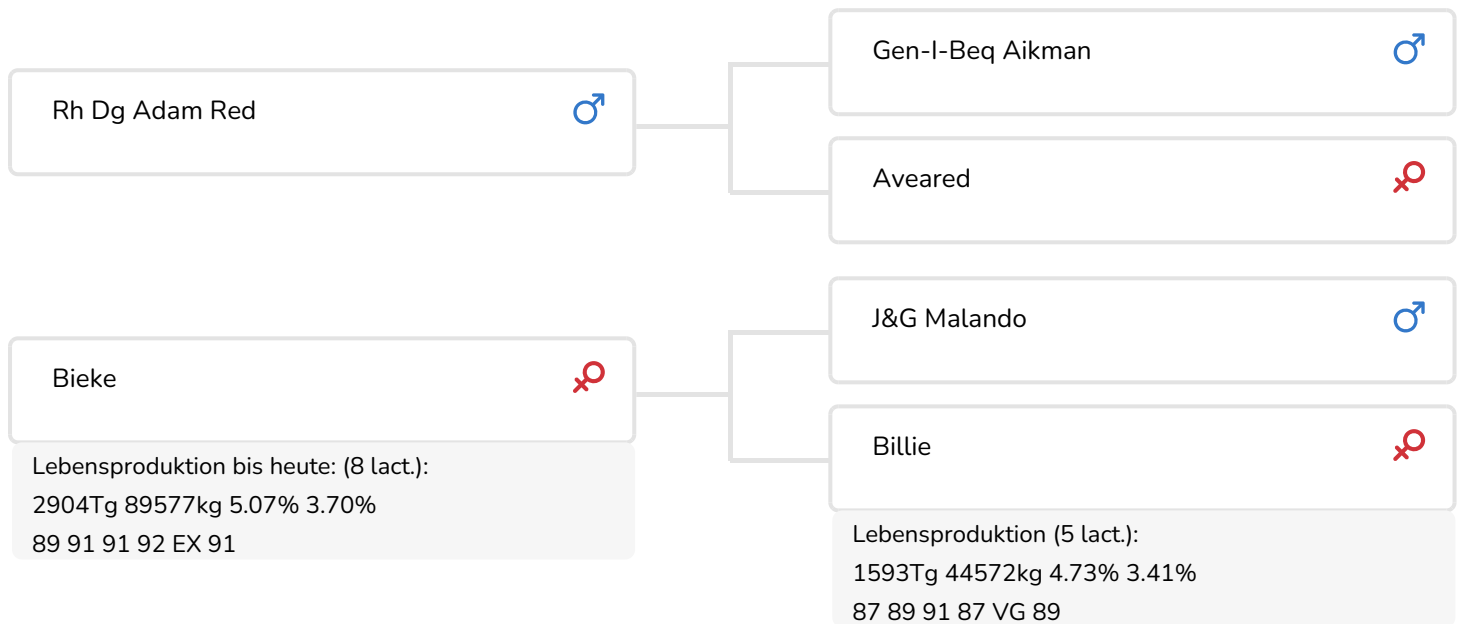 Gen-I-Beq Aikman
Rh Dg Adam Red
Aveared
J&G Malando
Bieke
Lebensproduktion bis heute: (8 lact.):
2904Tg 89577kg 5.07% 3.70%
89 91 91 92 EX 91
Billie
Lebensproduktion (5 lact.):
1593Tg 44572kg 4.73% 3.41%
87 89 91 87 VG 89